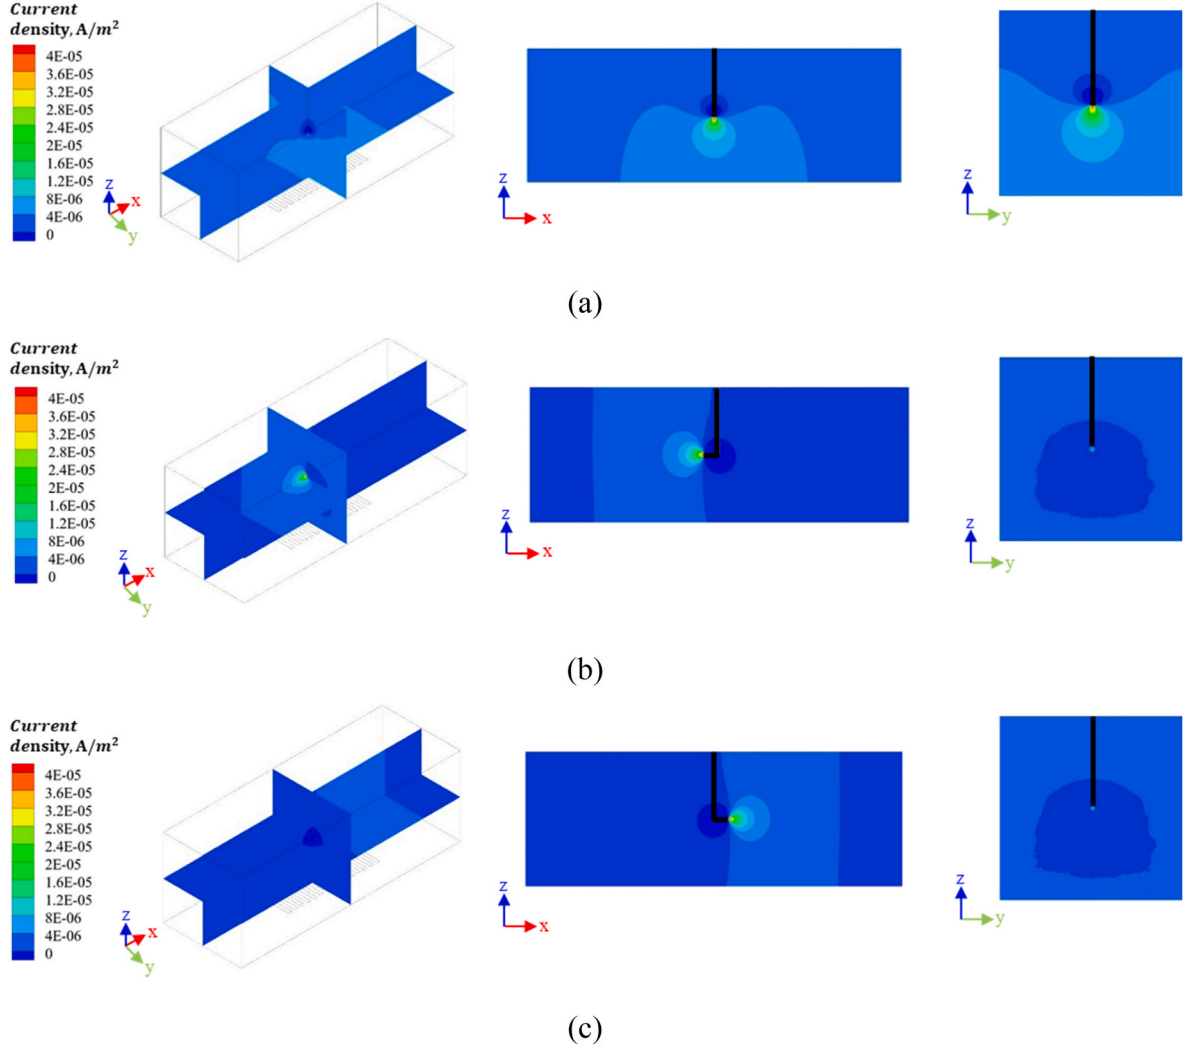 Current
density, A/m²
4E-05
3.6E-05
3.2E-05
2.8E-05
2.4E-05
2E-05
1.6E-05
1.2E-05
8E-06
4E-06
0
z
x
y
z
x
z
y
(a)
Current
density, A/m²
4E-05
3.6E-05
3.2E-05
2.8E-05
2.4E-05
2E-05
1.6E-05
1.2E-05
8E-06
4E-06
0
z
x
y
z
x
z
y
(b)
Current
density, A/m²
4E-05
3.6E-05
3.2E-05
2.8E-05
2.4E-05
2E-05
1.6E-05
1.2E-05
8E-06
4E-06
0
z
x
y
z
x
z
y
(c)